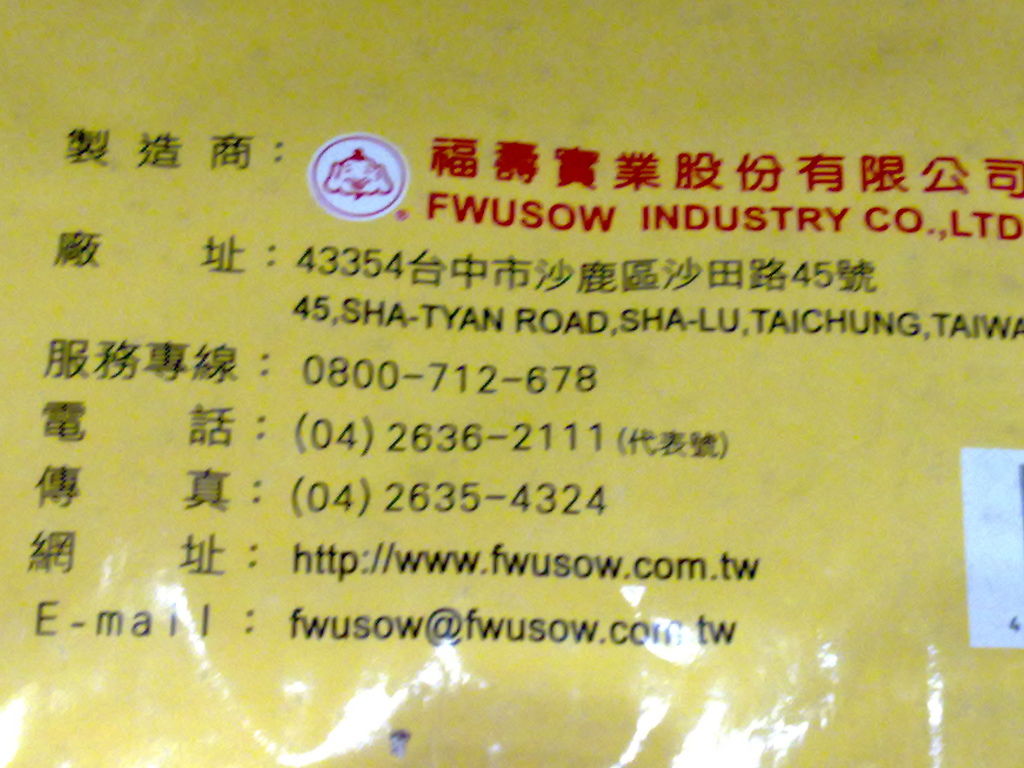 製造商：福壽實業股份有限公司
FWUSOW INDUSTRY CO.,LTD
廠址：43354台中市沙鹿區沙田路45號
45,SHA-TYAN ROAD,SHA-LU,TAICHUNG,TAIWA
服務專線：0800-712-678
電話：(04) 2636-2111 (代表號)
傳真：(04) 2635-4324
網址：http://www.fwusow.com.tw
E-mail：fwusow@fwusow.com.tw
4